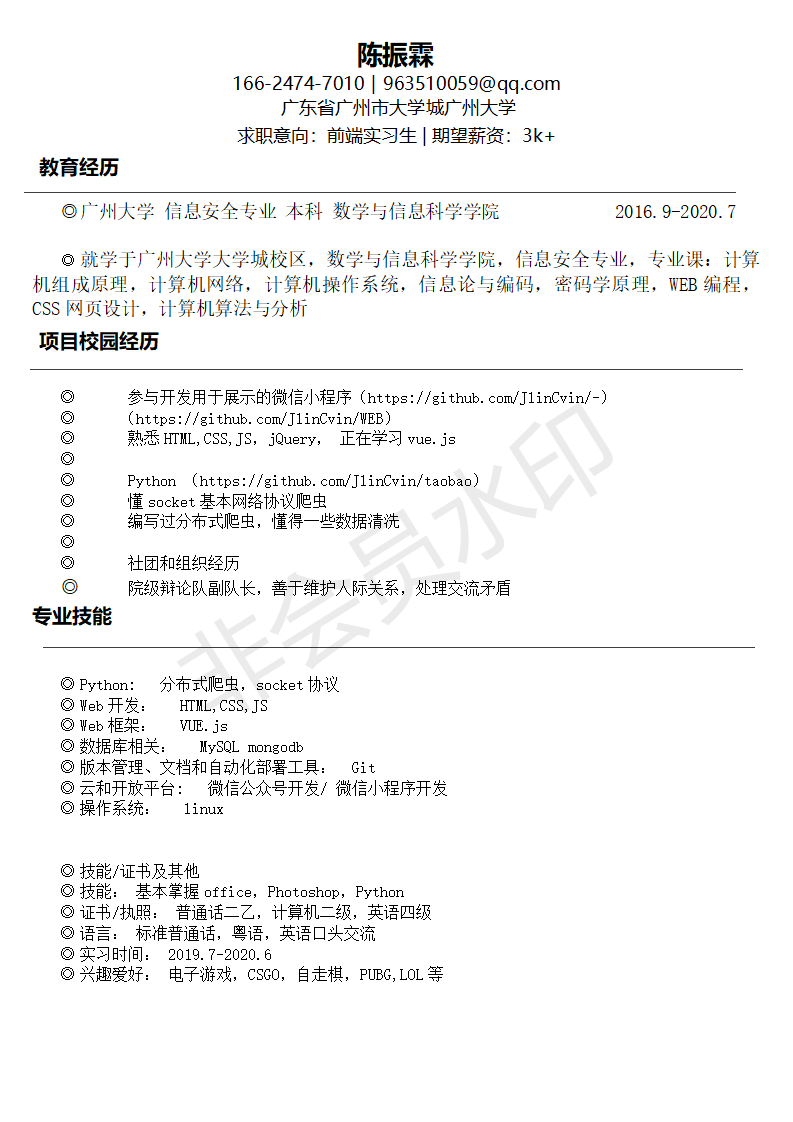 陈振霖
166-2474-7010 | 963510059@qq.com
广东省广州市大学城广州大学
求职意向：前端实习生 | 期望薪资：3k+
教育经历
◎广州大学 信息安全专业 本科 数学与信息科学学院 2016.9-2020.7
◎ 就学于广州大学大学城校区，数学与信息科学学院，信息安全专业，专业课：计算
机组成原理，计算机网络，计算机操作系统，信息论与编码，密码学原理，WEB 编程，
CSS 网页设计，计算机算法与分析
项目校园经历
◎ 参与开发用于展示的微信小程序（https://github.com/J1inCvin/-）
◎ （https://github.com/J1inCvin/WEB）
◎ 熟悉 HTML,CSS,JS，jQuery， 正在学习 vue.js
◎
◎ Python （https://github.com/J1inCvin/taobao）
◎ 懂 socket 基本网络协议爬虫
◎ 编写过分布式爬虫，懂得一些数据清洗
◎
◎ 社团和组织经历
◎ 院级辩论队副队长，善于维护人际关系，处理交流矛盾
专业技能
◎ Python: 分布式爬虫，socket 协议
◎ Web 开发： HTML,CSS,JS
◎ Web 框架： VUE.js
◎ 数据库相关： MySQL mongodb
◎ 版本管理、文档和自动化部署工具： Git
◎ 云和开放平台： 微信公众号开发/ 微信小程序开发
◎ 操作系统： linux
◎ 技能/证书及其他
◎ 技能： 基本掌握 office，Photoshop，Python
◎ 证书/执照： 普通话二乙，计算机二级，英语四级
◎ 语言： 标准普通话，粤语，英语口头交流
◎ 实习时间： 2019.7-2020.6
◎ 兴趣爱好： 电子游戏，CSGO，自走棋，PUBG,LOL 等
非会员水印